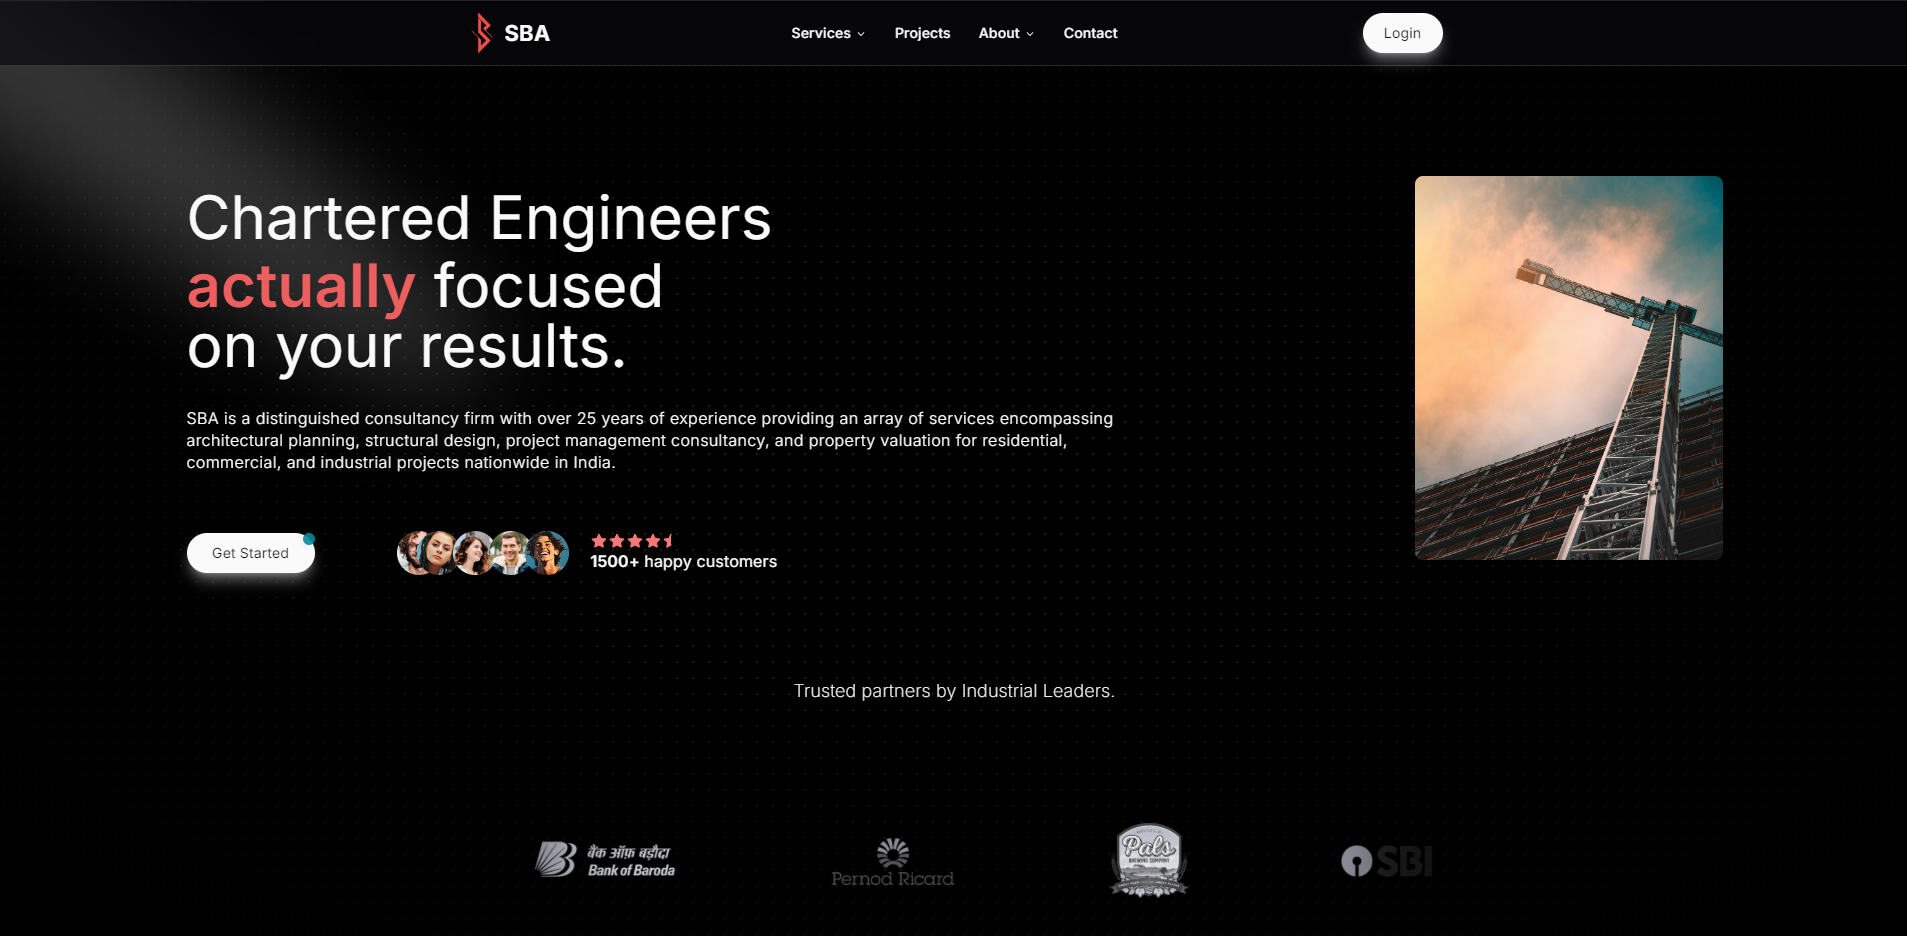 SBA
Services
Projects
About
Contact
Login
Chartered Engineers
actually focused
on your results.
SBA is a distinguished consultancy firm with over 25 years of experience providing an array of services encompassing
architectural planning, structural design, project management consultancy, and property valuation for residential,
commercial, and industrial projects nationwide in India.
Get Started
1500+ happy customers
Trusted partners by Industrial Leaders.
बैंक ऑफ़ बड़ौदा
Bank of Baroda
Pernod Ricard
Pals
BREWING COMPANY
SBI